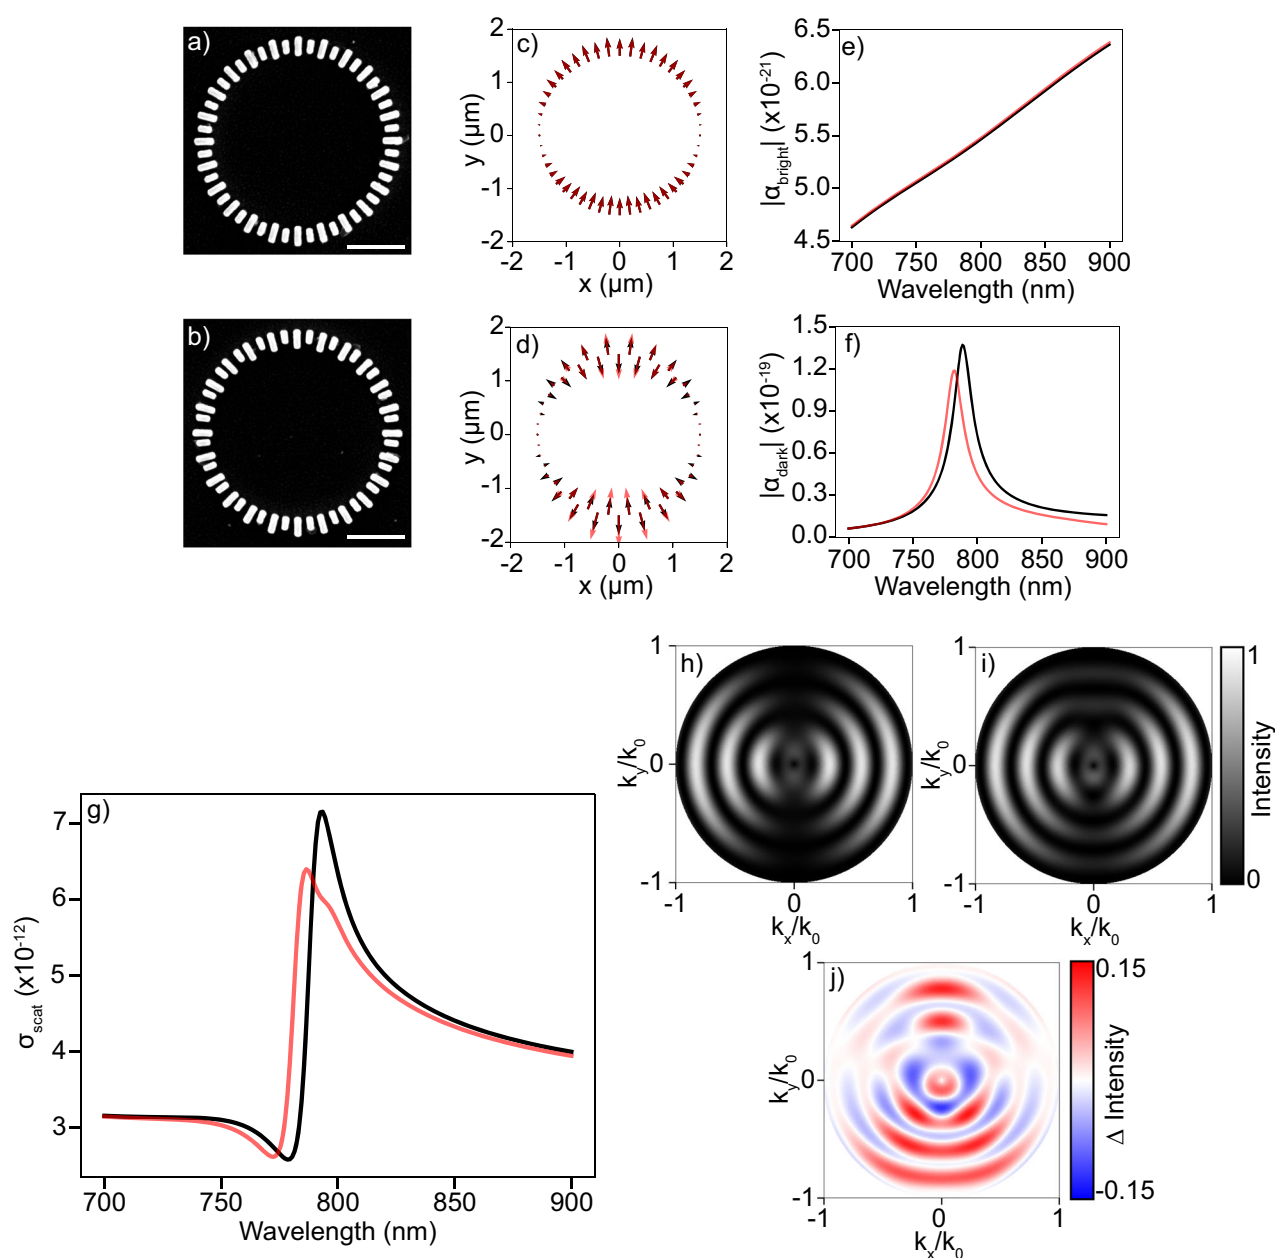 a)
b)
c)
2
1
0
-1
-2
y (µm)
-2 -1 0 1 2
x (µm)
d)
2
1
0
-1
-2
y (µm)
-2 -1 0 1 2
x (µm)
e)
6.5
6.0
5.5
5.0
4.5
|α_bright| (x10^-21)
700 750 800 850 900
Wavelength (nm)
f)
1.5
1.2
0.9
0.6
0.3
0.0
|α_dark| (x10^-19)
700 750 800 850 900
Wavelength (nm)
g)
7
6
5
4
3
σ_scat (x10^-12)
700 750 800 850 900
Wavelength (nm)
h)
1
0
-1
k_y/k_0
-1 0 1
k_x/k_0
i)
1
0
-1
k_y/k_0
-1 0 1
k_x/k_0
1
0
Intensity
j)
1
0
-1
k_y/k_0
-1 0 1
k_x/k_0
0.15
-0.15
Δ Intensity